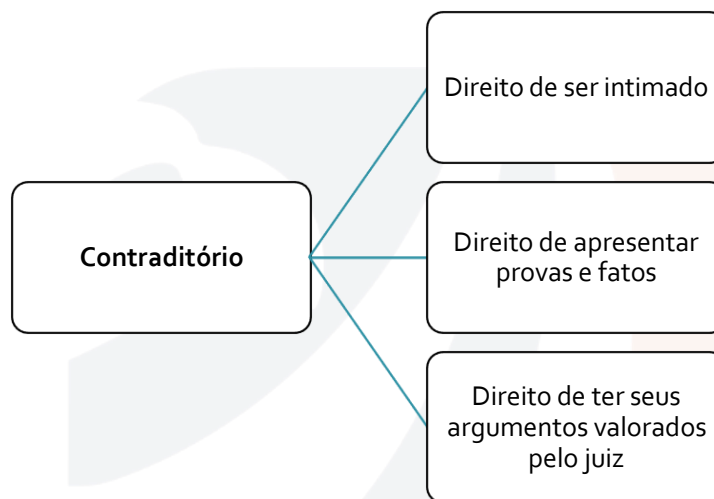 Direito de ser intimado
Contraditório
Direito de apresentar
provas e fatos
Direito de ter seus
argumentos valorados
pelo juiz